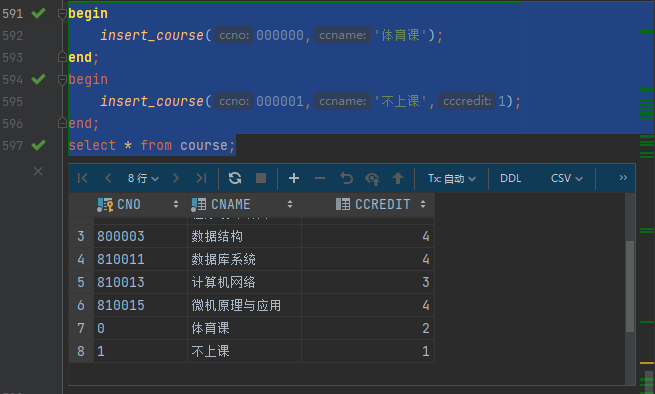 591 begin
592 insert_course( ccno: 000000, ccname: '体育课');
593 end;
594 begin
595 insert_course( ccno: 000001, ccname: '不上课', cccredit: 1);
596 end;
597 select * from course;
8 行 Tx: 自动 DDL CSV
CNO CNAME CCREDIT
3 800003 数据结构 4
4 810011 数据库系统 4
5 810013 计算机网络 3
6 810015 微机原理与应用 4
7 0 体育课 2
8 1 不上课 1